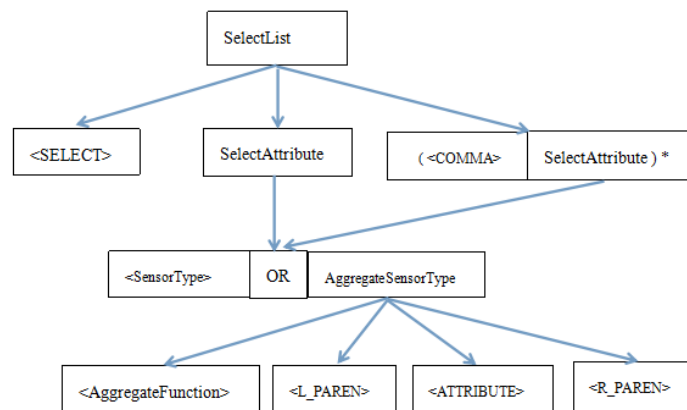 SelectList
<SELECT>
SelectAttribute
( <COMMA> SelectAttribute ) *
<SensorType> OR AggregateSensorType
<AggregateFunction>
<L_PAREN>
<ATTRIBUTE>
<R_PAREN>